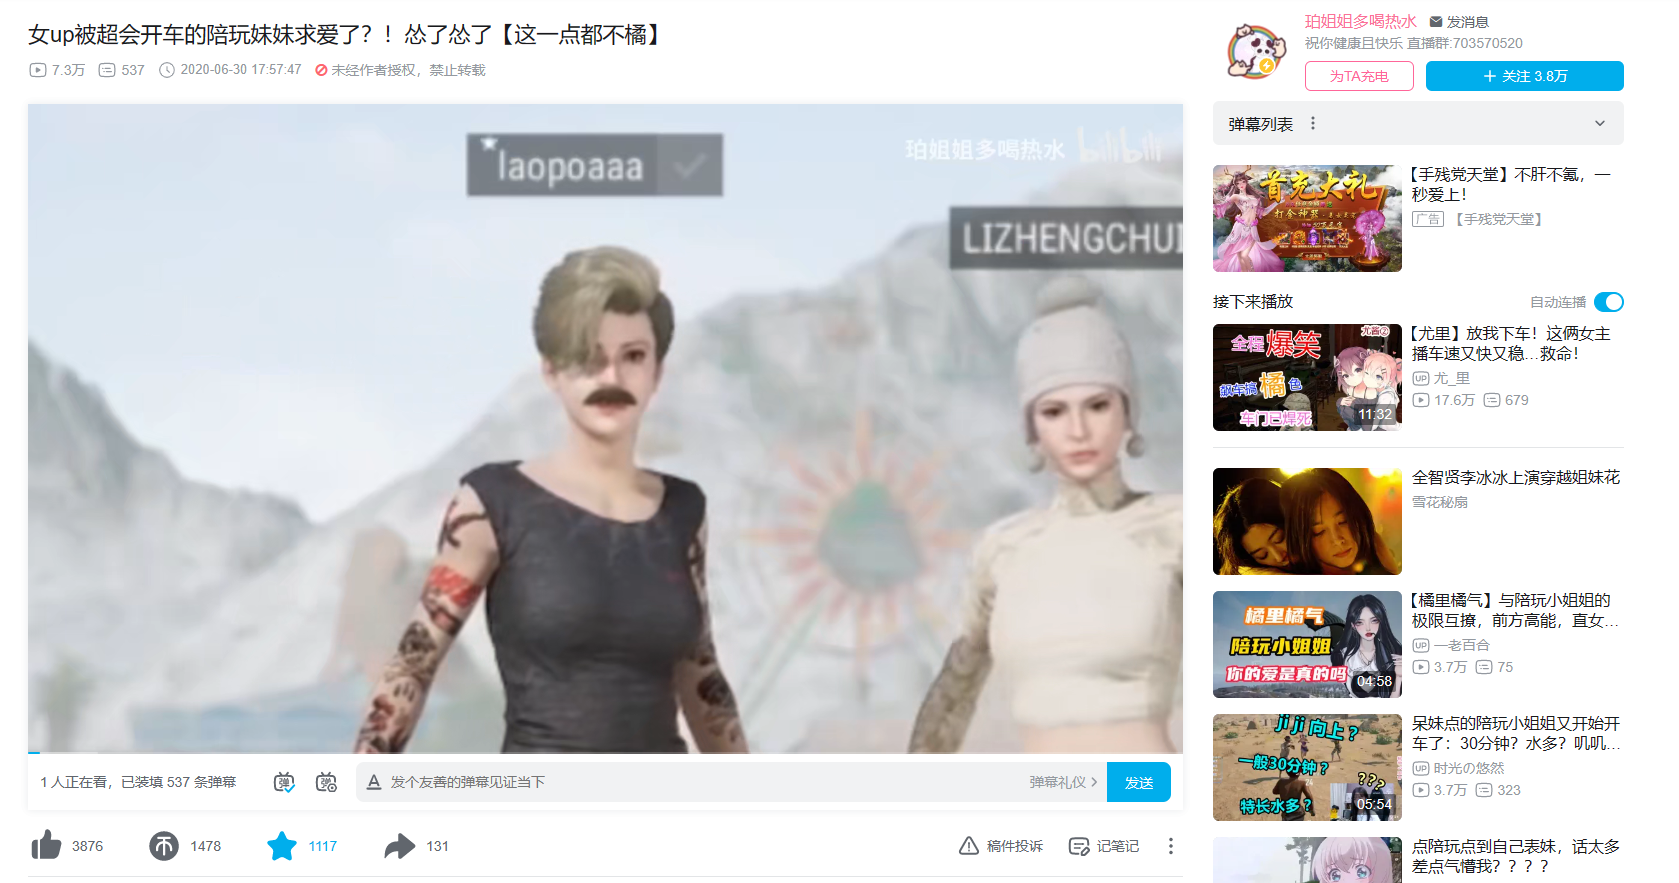 女up被超会开车的陪玩妹妹求爱了？！怂了怂了【这一点都不橘】
7.3万 537 2020-06-30 17:57:47 未经作者授权，禁止转载
laopoaaa
珀姐姐多喝热水 bilibili
LIZHENGCHUI
1 人正在看，已装填 537 条弹幕
发个友善的弹幕见证当下
弹幕礼仪
发送
3876 1478 1117 131
稿件投诉 记笔记
珀姐姐多喝热水 发消息
祝你健康且快乐 直播群:703570520
为TA充电
+ 关注 3.8万
弹幕列表
首充大礼
【手残党天堂】不肝不氪，一
秒爱上！
广告 【手残党天堂】
接下来播放
自动连播
尤酱②
全程爆笑
飙车搞橘色
车门已焊死
11:32
【尤里】放我下车！这俩女主
播车速又快又稳…救命！
UP 尤_里
17.6万 679
全智贤李冰冰上演穿越姐妹花
雪花秘扇
橘里橘气
陪玩小姐姐
你的爱是真的吗
04:58
【橘里橘气】与陪玩小姐姐的
极限互撩，前方高能，直女…
UP 一老百合
3.7万 75
jiji向上？
一般30分钟？
???
特长水多？
05:54
呆妹点的陪玩小姐姐又开始开
车了：30分钟？水多？叽叽…
UP 时光の悠然
3.7万 323
点陪玩点到自己表妹，话太多
差点气懵我？？？？